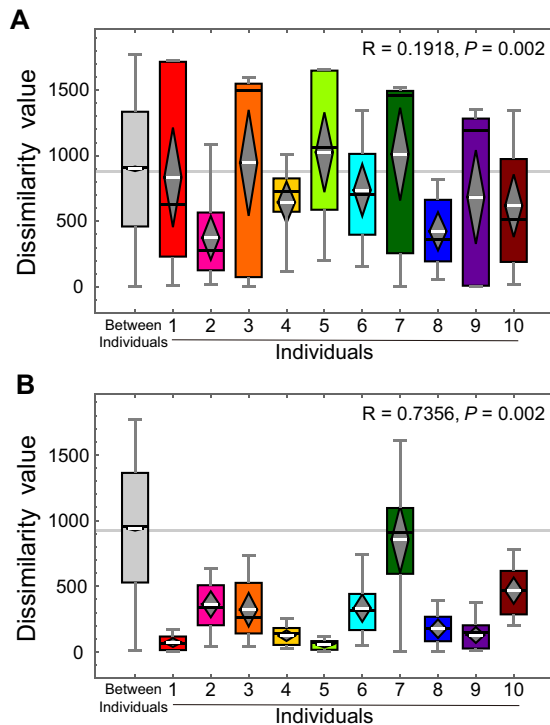 A
R = 0.1918, P = 0.002
Dissimilarity value
1500
1000
500
0
Between
Individuals
1 2 3 4 5 6 7 8 9 10
Individuals
B
R = 0.7356, P = 0.002
Dissimilarity value
1500
1000
500
0
Between
Individuals
1 2 3 4 5 6 7 8 9 10
Individuals